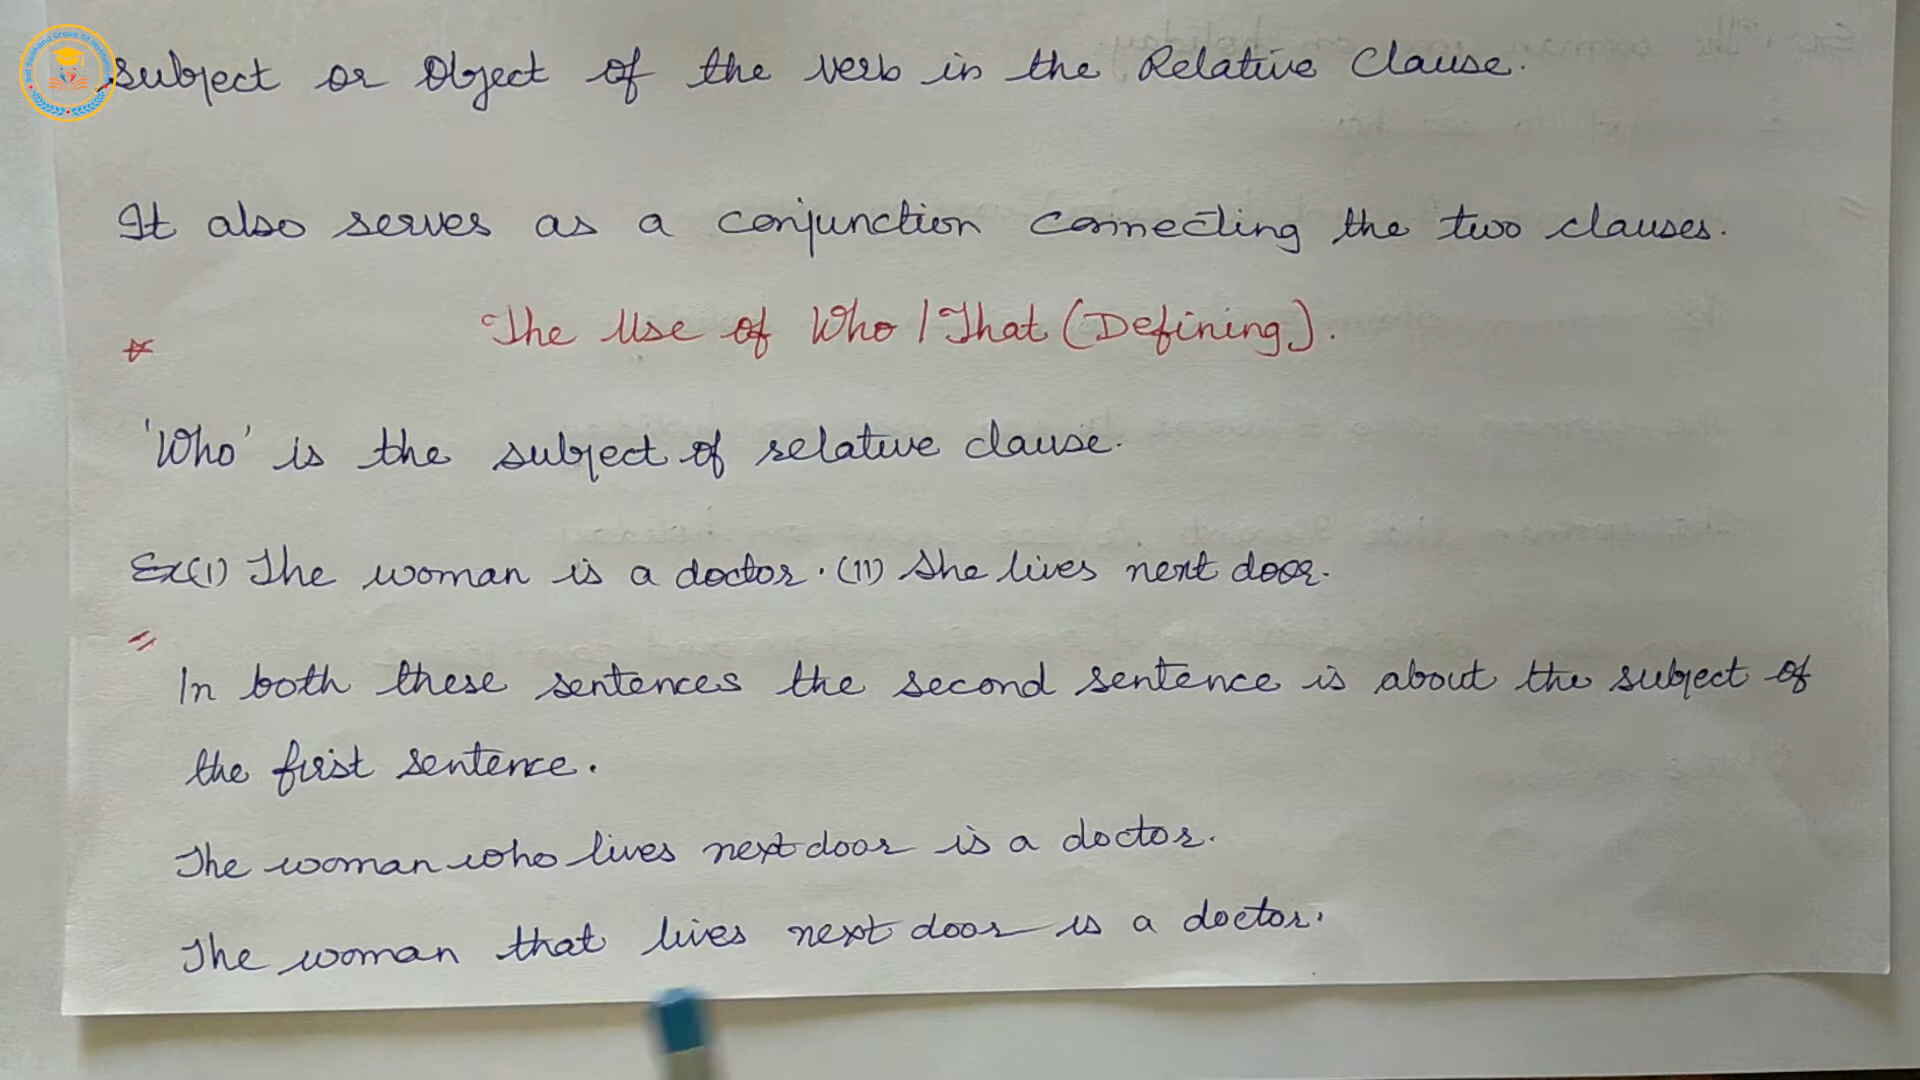 subject or Object of the verb in the Relative Clause.
It also serves as a conjunction connecting the two clauses.
The Use of Who / That (Defining).
'Who' is the subject of relative clause.
Ex(I) The woman is a doctor. (II) She lives next door.
In both these sentences the second sentence is about the subject of
the first sentence.
The woman who lives next door is a doctor.
The woman that lives next door is a doctor.